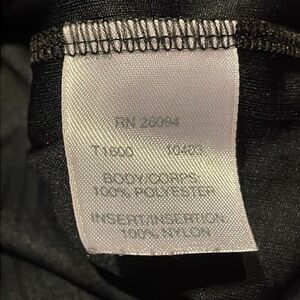 RN 26094
T1600 10403
BODY/CORPS:
100% POLYESTER
INSERT/INSERTION:
100% NYLON